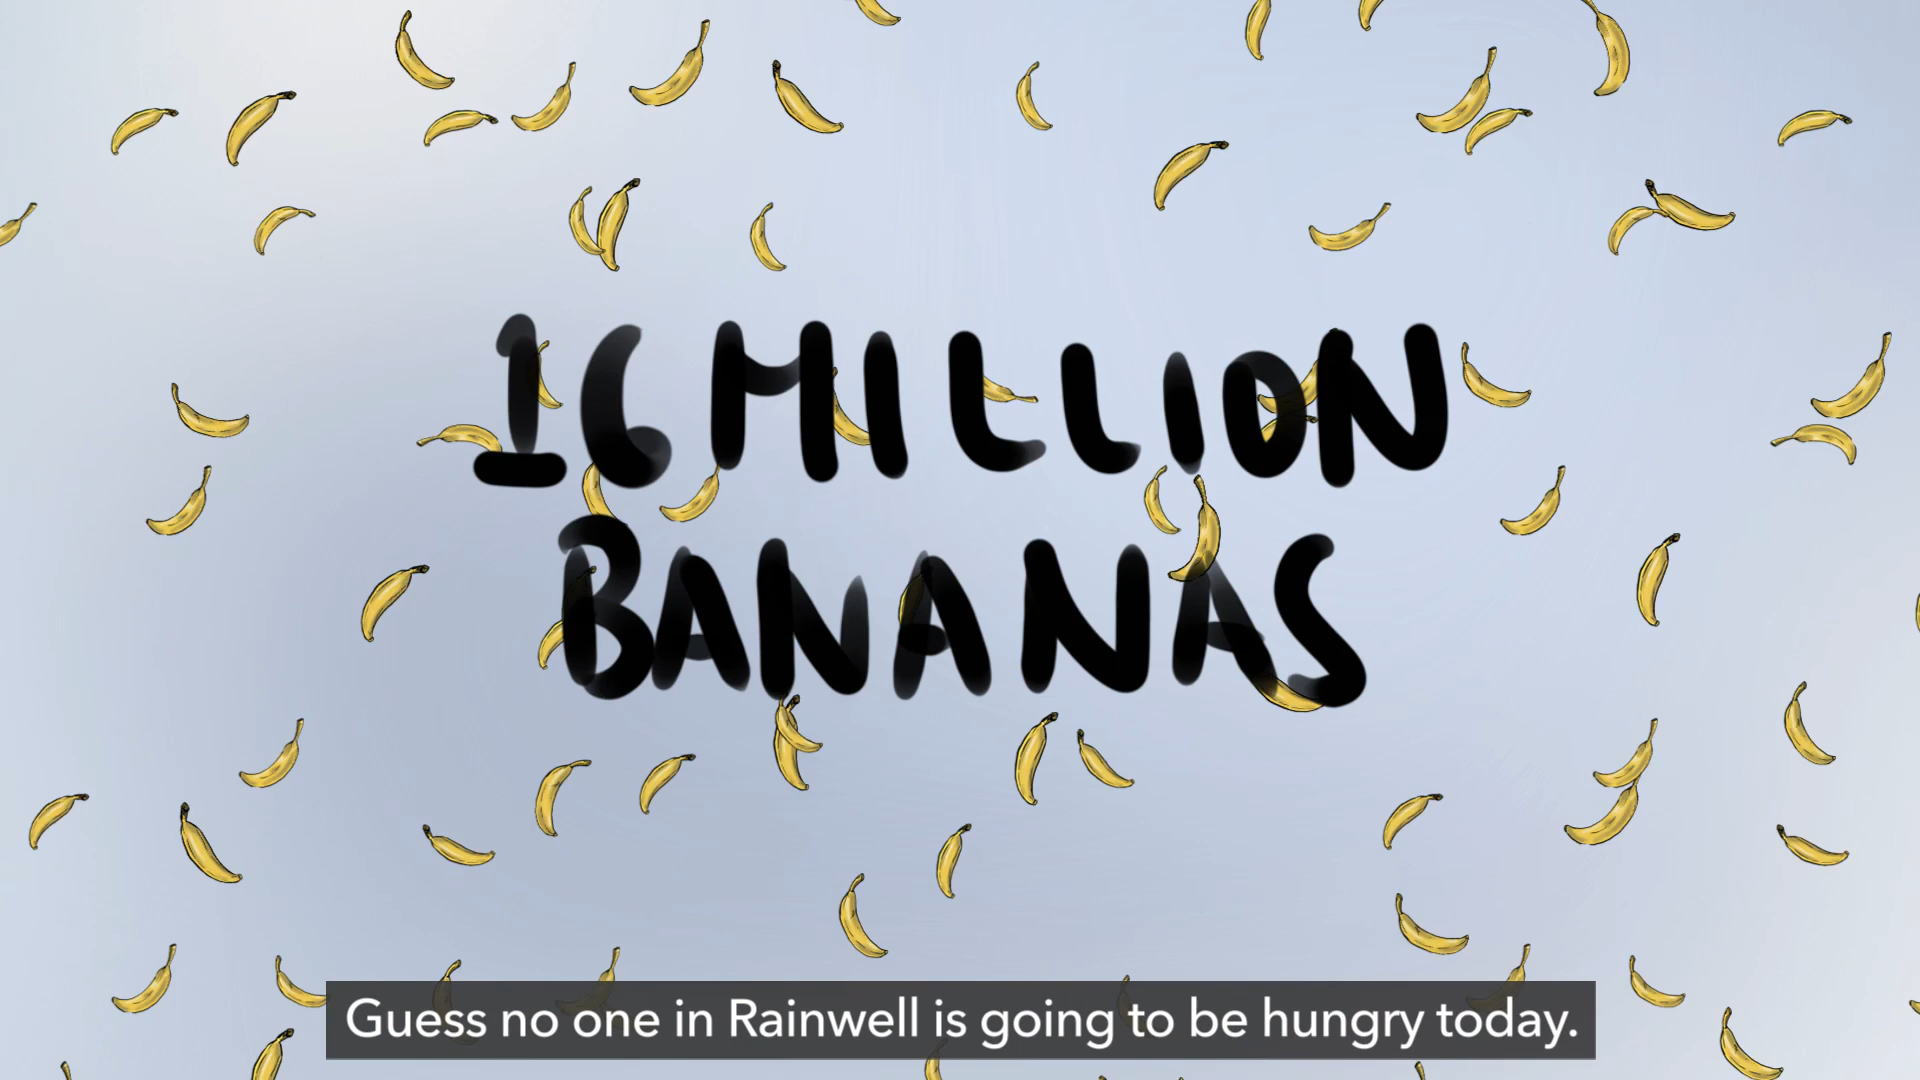 16 MILLION
BANANAS
Guess no one in Rainwell is going to be hungry today.